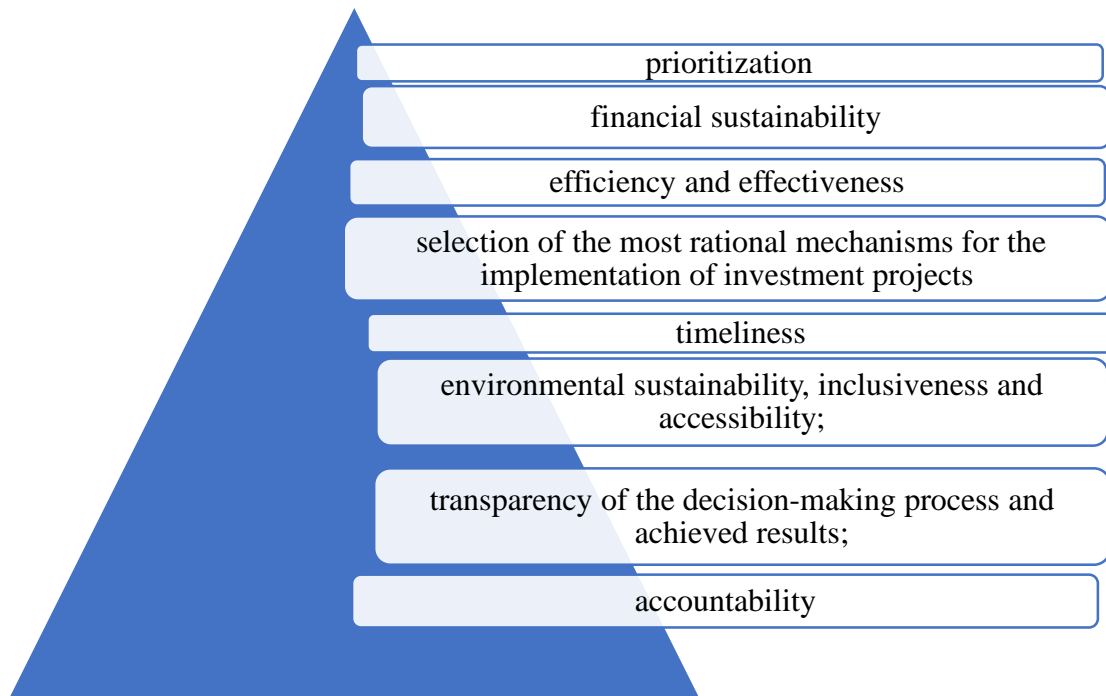 prioritization
financial sustainability
efficiency and effectiveness
selection of the most rational mechanisms for the
implementation of investment projects
timeliness
environmental sustainability, inclusiveness and
accessibility;
transparency of the decision-making process and
achieved results;
accountability